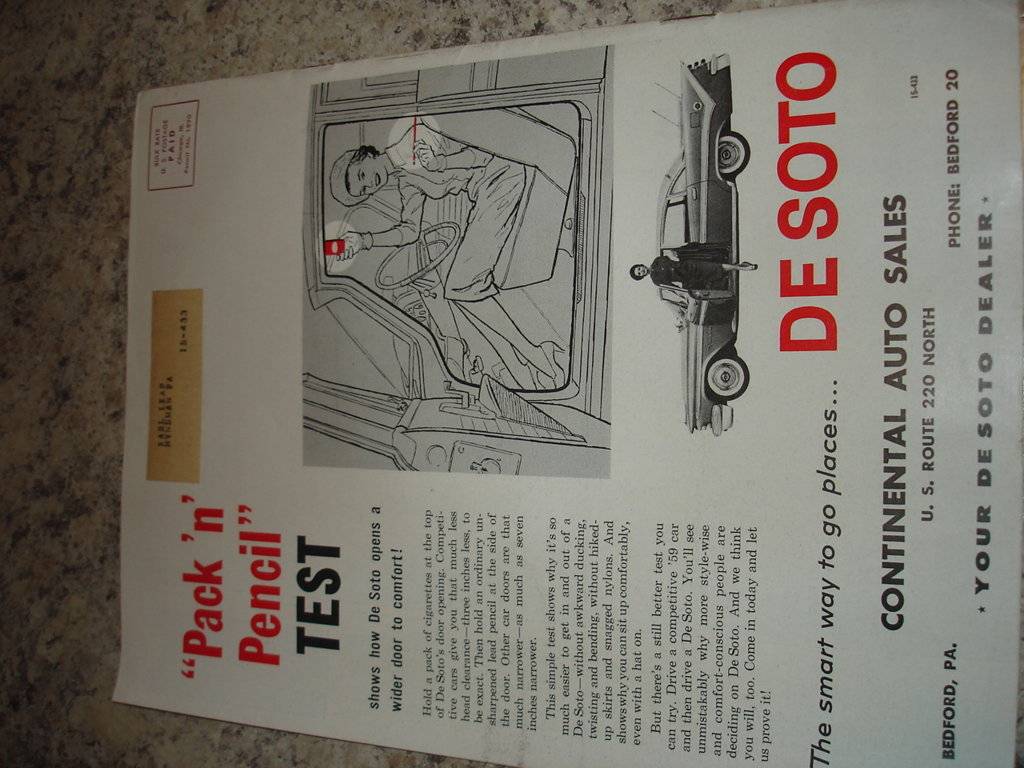 BULK RATE
U. S. POSTAGE
PAID
Chicago, Ill.
15-433
"Pack 'n'
Pencil"
TEST
shows how De Soto opens a
wider door to comfort!
Hold a pack of cigarettes at the top
of De Soto's door opening. Competi-
tive cars give you that much less
head clearance—three inches less, to
be exact. Then hold an ordinary un-
sharpened lead pencil at the side of
the door. Other car doors are that
much narrower—as much as seven
inches narrower.
This simple test shows why it's so
much easier to get in and out of a
De Soto—without awkward ducking,
twisting and bending, without hiked-
up skirts and snagged nylons. And
shows why you can sit up comfortably,
even with a hat on.
But there's a still better test you
can try. Drive a competitive '59 car
and then drive a De Soto. You'll see
unmistakably why more style-wise
and comfort-conscious people are
deciding on De Soto. And we think
you will, too. Come in today and let
us prove it!
The smart way to go places... DE SOTO
15-433
CONTINENTAL AUTO SALES
U. S. ROUTE 220 NORTH
BEDFORD, PA. PHONE: BEDFORD 20
★ YOUR DE SOTO DEALER ★